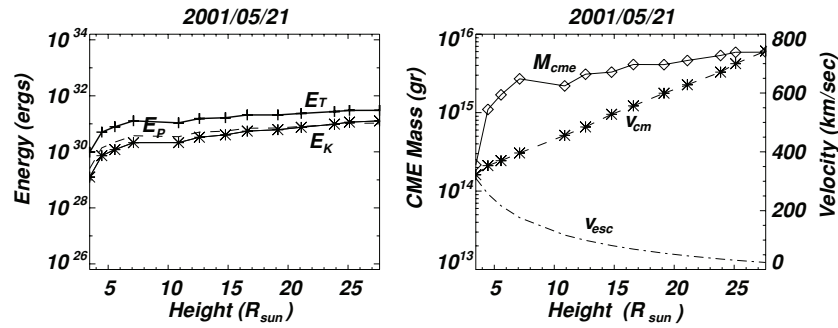 2001/05/21
2001/05/21
10^34
10^32
10^30
10^28
10^26
Energy (ergs)
E_T
E_P
E_K
5 10 15 20 25
Height (R_sun)
10^16
10^15
10^14
10^13
CME Mass (gr)
M_cme
v_cm
v_esc
800
600
400
200
0
Velocity (km/sec)
5 10 15 20 25
Height (R_sun)